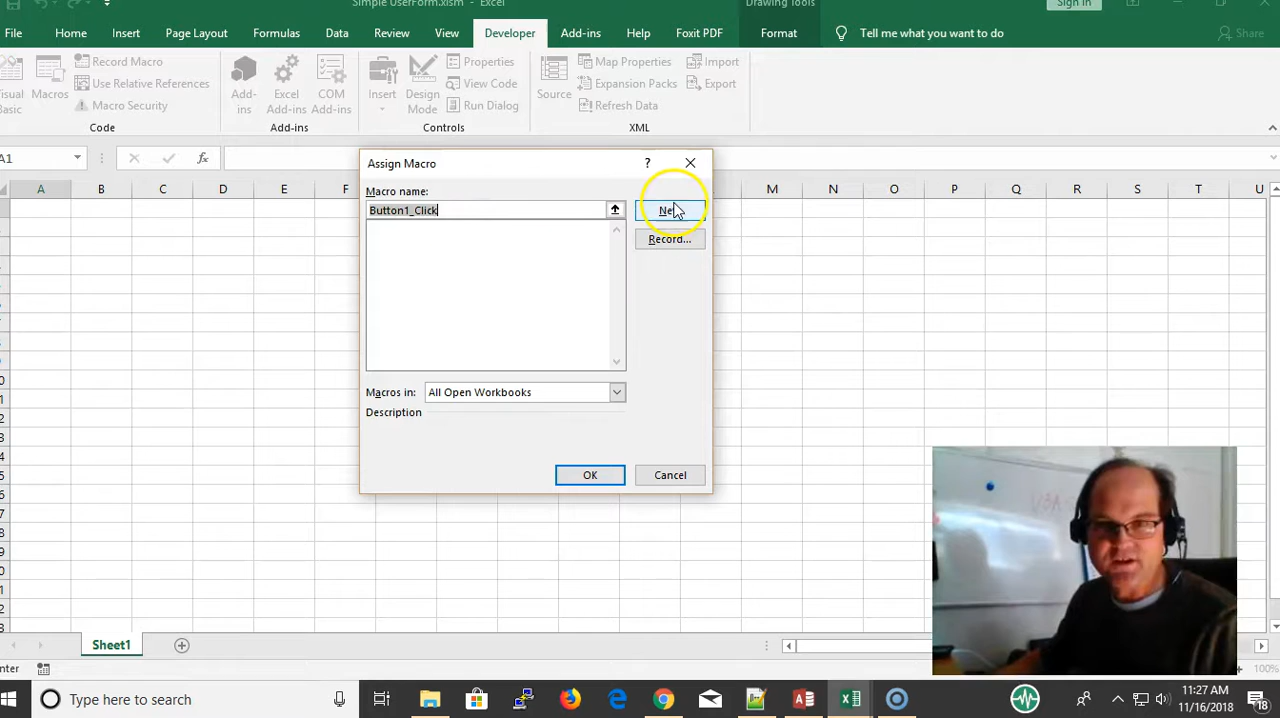 Simple UserForm.xlsm - Excel
Drawing Tools
Sign in
File Home Insert Page Layout Formulas Data Review View Developer Add-ins Help Foxit PDF Format Tell me what you want to do Share
Record Macro
Use Relative References
Macro Security
Macros
Code
Add-ins
Excel Add-ins
COM Add-ins
Add-ins
Insert
Design Mode
Properties
View Code
Run Dialog
Controls
Source
Map Properties
Expansion Packs
Refresh Data
Import
Export
XML
A1
fx
A B C D E F M N O P Q R S T U
Assign Macro
?
Macro name:
Button1_Click
Record...
Macros in: All Open Workbooks
Description
OK Cancel
Sheet1
100%
Type here to search
11:27 AM
11/16/2018
18